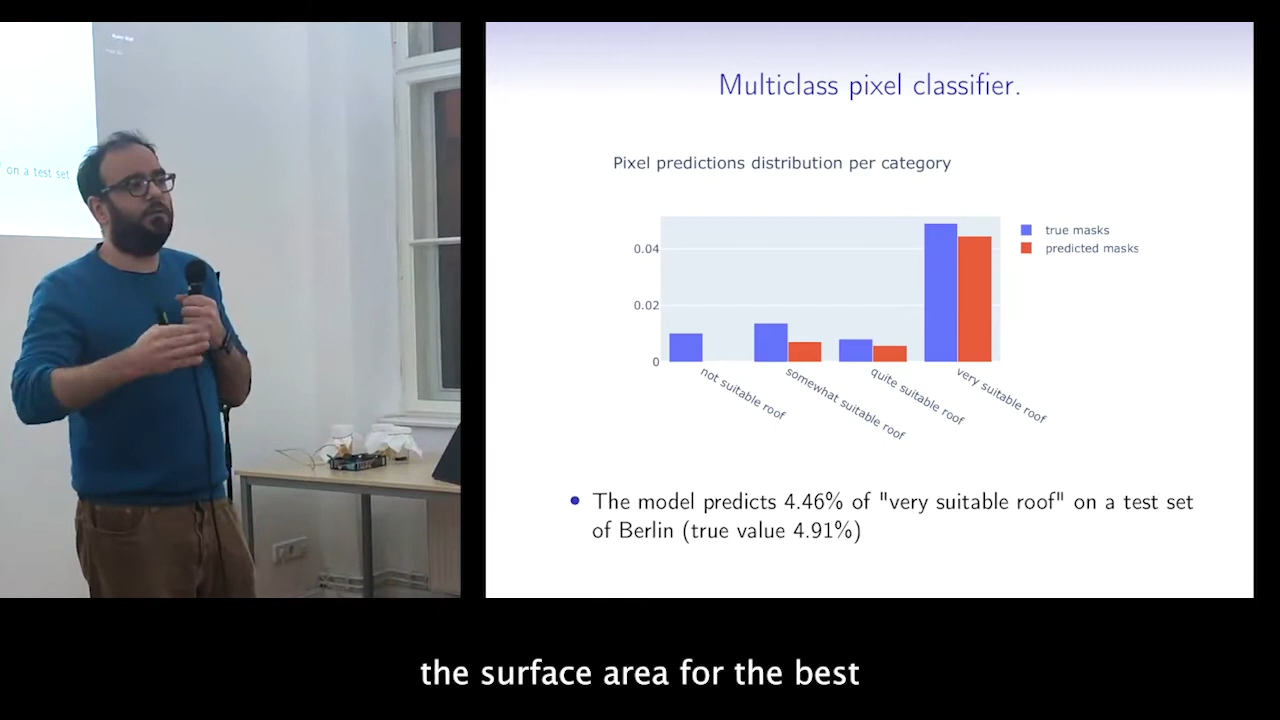 on a test set
Multiclass pixel classifier.
Pixel predictions distribution per category
true masks
predicted masks
0.04
0.02
0
not suitable roof
somewhat suitable roof
quite suitable roof
very suitable roof
• The model predicts 4.46% of "very suitable roof" on a test set
of Berlin (true value 4.91%)
the surface area for the best